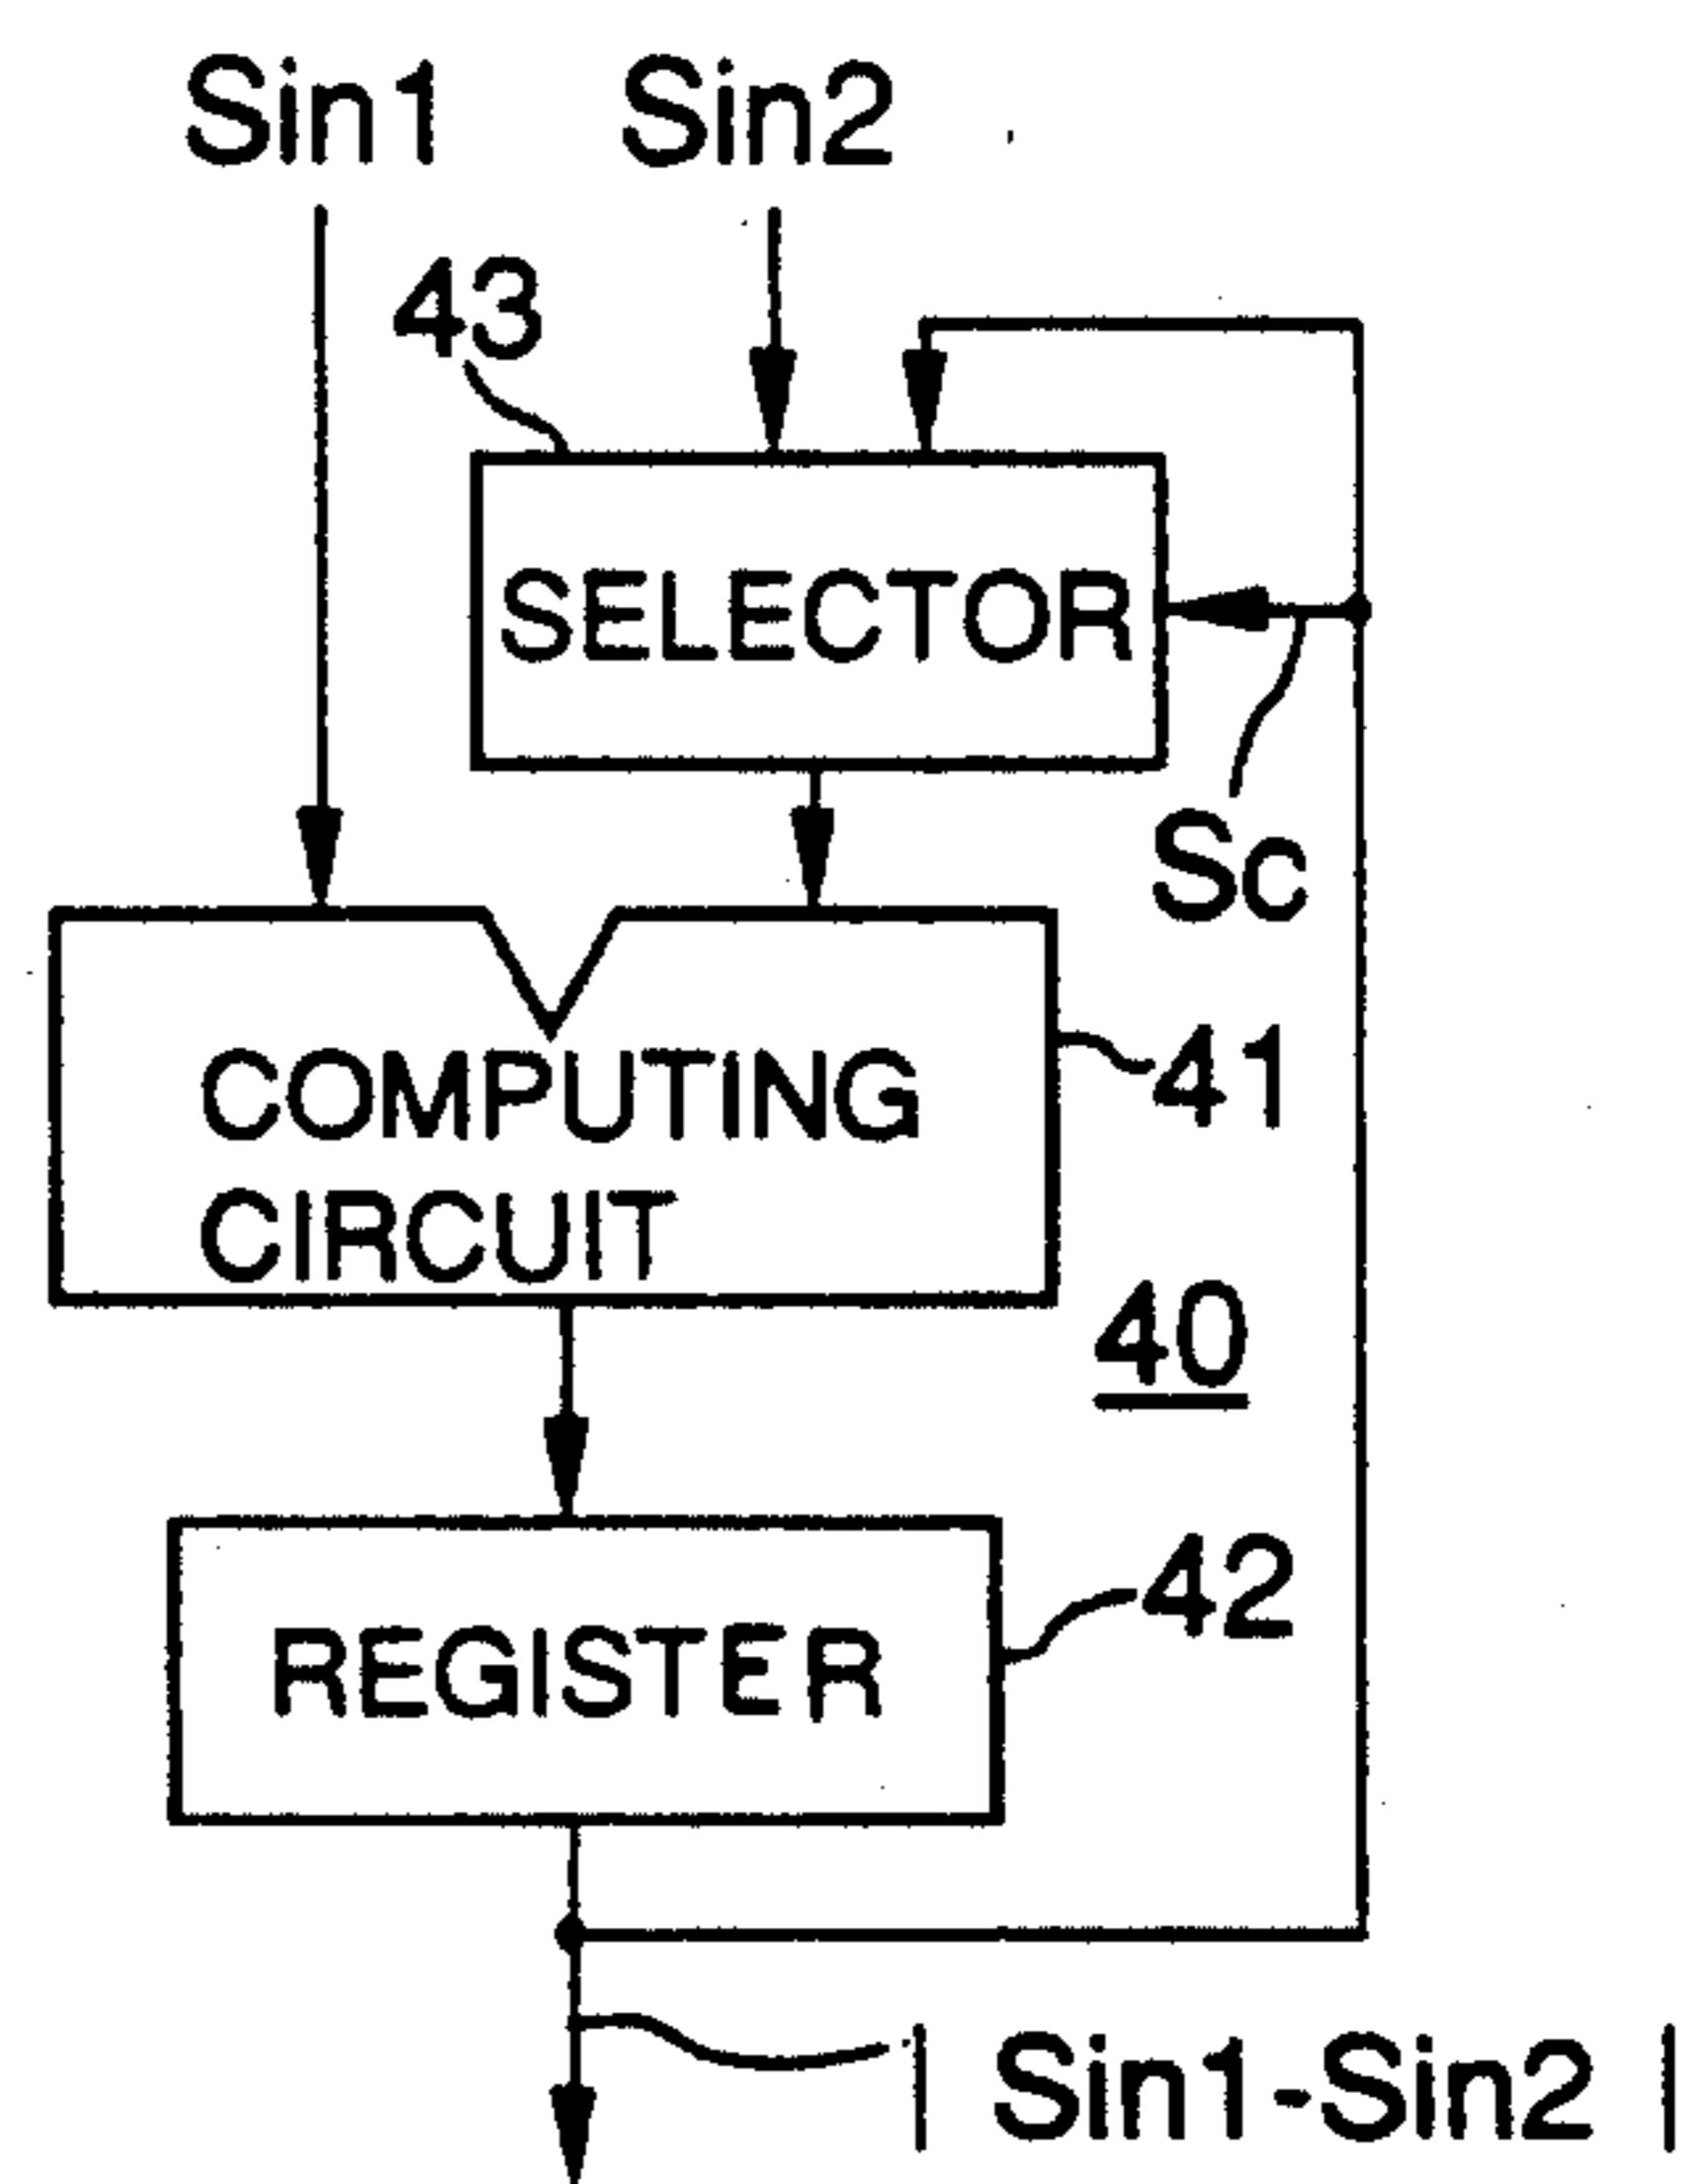 Sin1 Sin2
43
SELECTOR
Sc
COMPUTING
CIRCUIT
41
40
42
REGISTER
| Sin1-Sin2 |